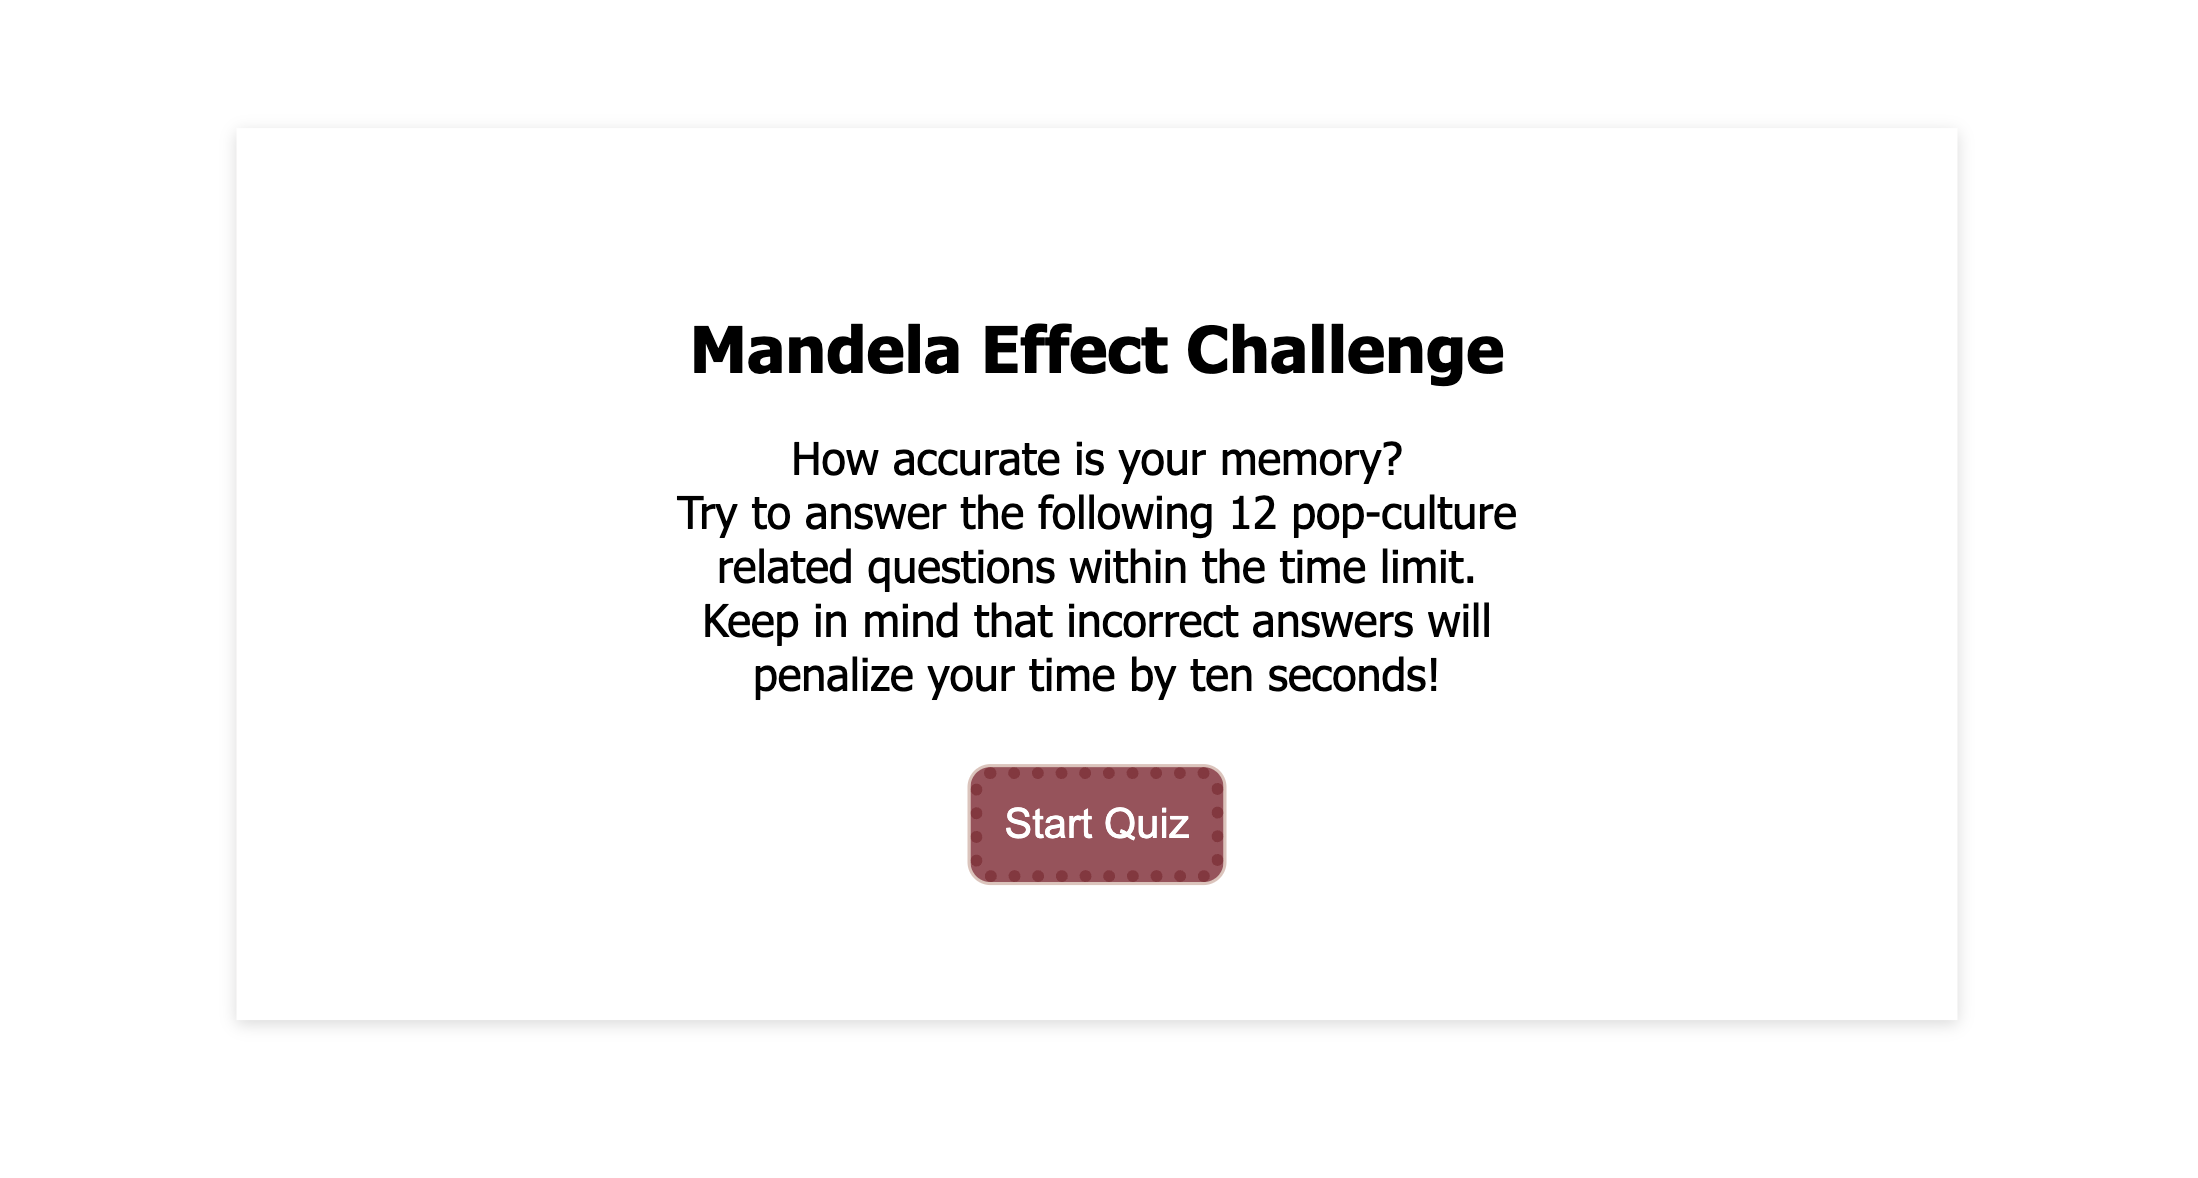 Mandela Effect Challenge
How accurate is your memory?
Try to answer the following 12 pop-culture
related questions within the time limit.
Keep in mind that incorrect answers will
penalize your time by ten seconds!
Start Quiz